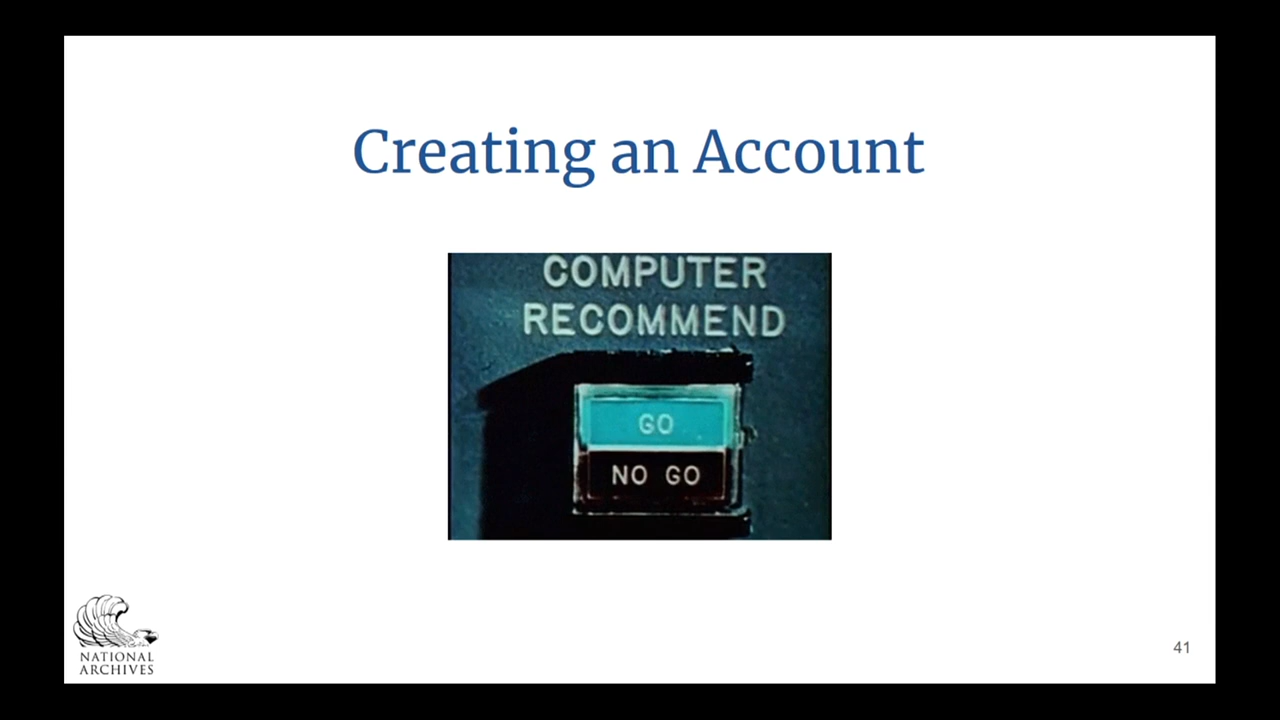 Creating an Account
COMPUTER
RECOMMEND
GO
NO GO
NATIONAL
ARCHIVES
41